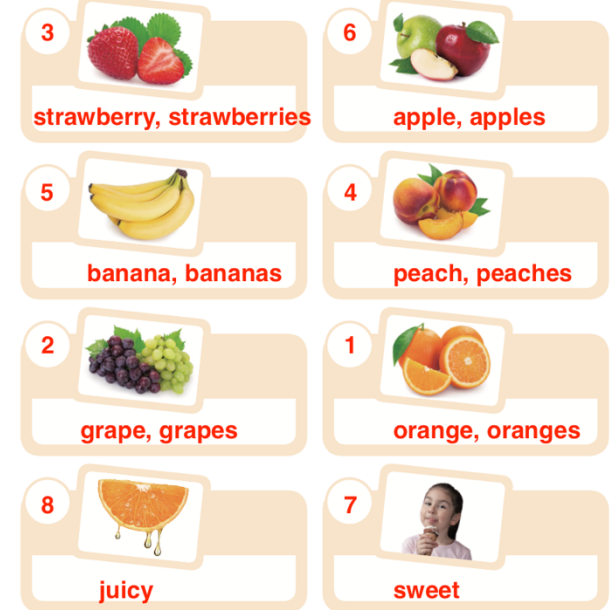 3
6
strawberry, strawberries
apple, apples
5
4
banana, bananas
peach, peaches
2
1
grape, grapes
orange, oranges
8
7
juicy
sweet